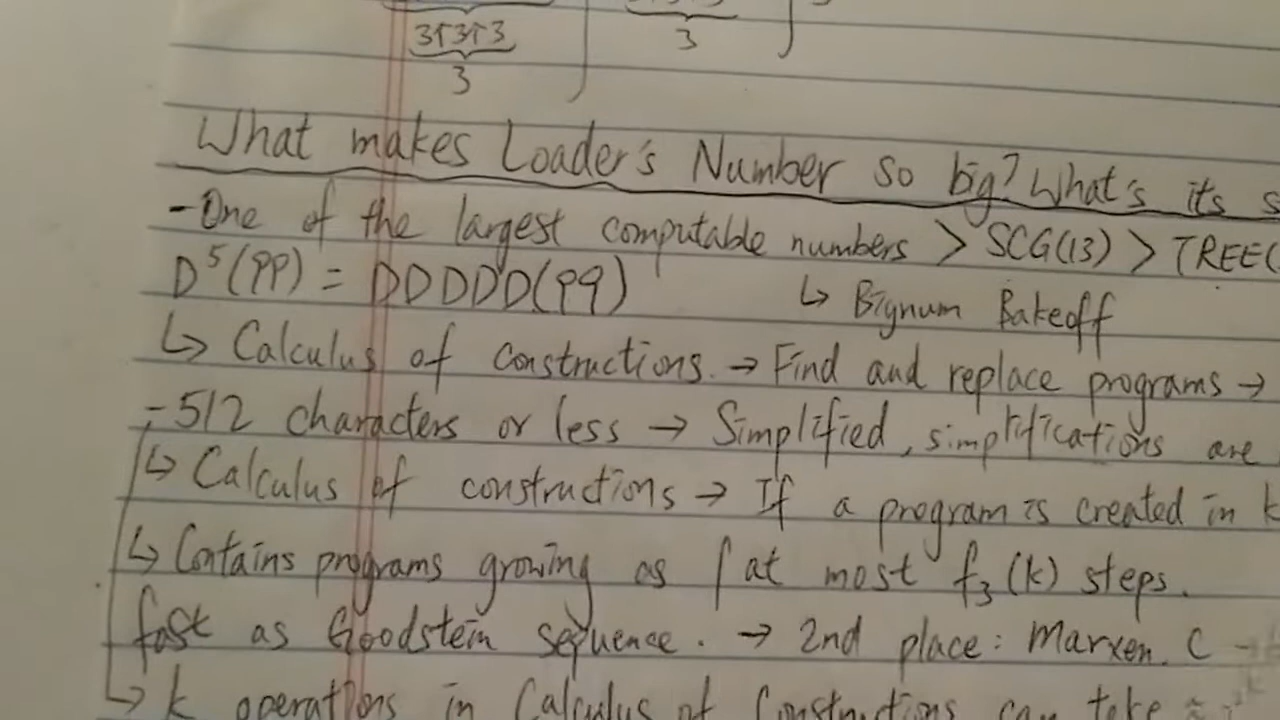 3↑3↑3 3
3
What makes Loader's Number so big? What's its s
-One of the largest computable numbers > SCG(13) > TREE(
D⁵(99) = DDDDD(99)
↳ Bignum Bakeoff
↳ Calculus of constructions. → Find and replace programs →
-512 characters or less → Simplified, simplifications are
↳ Calculus of constructions → If a program is created in k
↳ Contains programs growing as at most f₃(k) steps.
fast as Goodstein sequence. → 2nd place: Marxen.c
↳ k operations in Calculus of Constructions can take